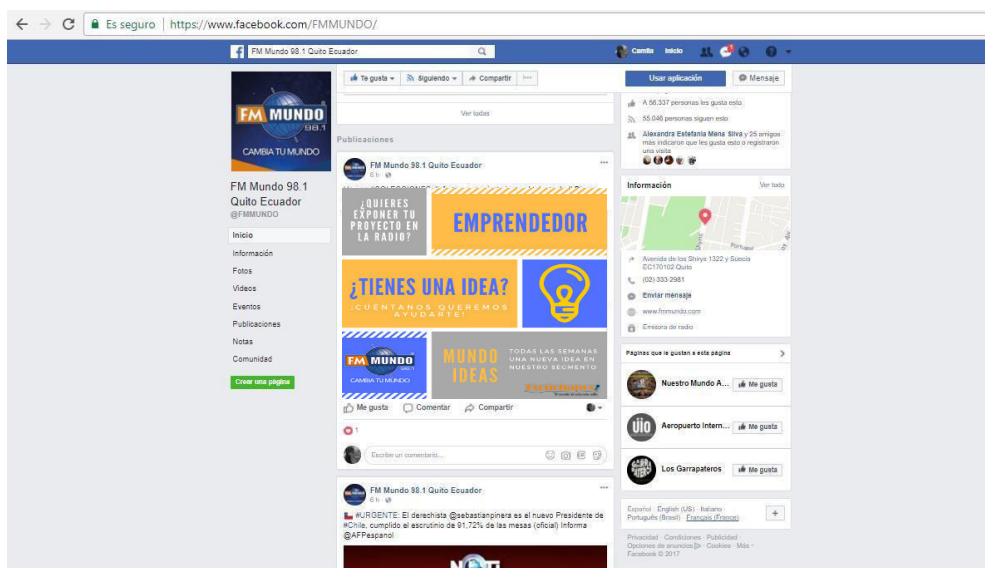 Es seguro | https://www.facebook.com/FMMUNDO/
FM Mundo 98.1 Quito Ecuador
Camila Inicio
FM MUNDO
98.1
CAMBIA TU MUNDO
FM Mundo 98.1
Quito Ecuador
@FMMUNDO
Inicio
Información
Fotos
Videos
Eventos
Publicaciones
Notas
Comunidad
Crear una página
Te gusta Siguiendo Compartir
Ver todas
Publicaciones
FM Mundo 98.1 Quito Ecuador
6 h
¿QUIERES
EXPONER TU
PROYECTO EN
LA RADIO?
EMPRENDEDOR
¿TIENES UNA IDEA?
¡CUENTANOS QUEREMOS
AYUDARTE!
FM MUNDO
98.1
CAMBIA TU MUNDO
MUNDO
IDEAS
TODAS LAS SEMANAS
UNA NUEVA IDEA EN
NUESTRO SEGMENTO
Me gusta Comentar Compartir
1
Escribe un comentario...
FM Mundo 98.1 Quito Ecuador
6 h
#URGENTE: El derechista @sebastianpinera es el nuevo Presidente de
#Chile, cumplido el escrutinio de 91,72% de las mesas (oficial) Informa
@AFPespanol
Usar aplicación Mensaje
A 56.337 personas les gusta esto
55.046 personas siguen esto
Alexandra Estefania Mena Silva y 25 amigos
más indicaron que les gusta esto o registraron
una visita
Información Ver todo
Avenida de los Shirys 1322 y Suecia
EC170102 Quito
(02) 333-2981
Enviar mensaje
www.fmmundo.com
Emisora de radio
Páginas que le gustan a esta página
Nuestro Mundo A... Me gusta
UIO
Aeropuerto Intern... Me gusta
Los Garrapateros Me gusta
Español · English (US) · Italiano ·
Português (Brasil) · Français (France)
Privacidad · Condiciones · Publicidad ·
Opciones de anuncios · Cookies · Más
Facebook © 2017